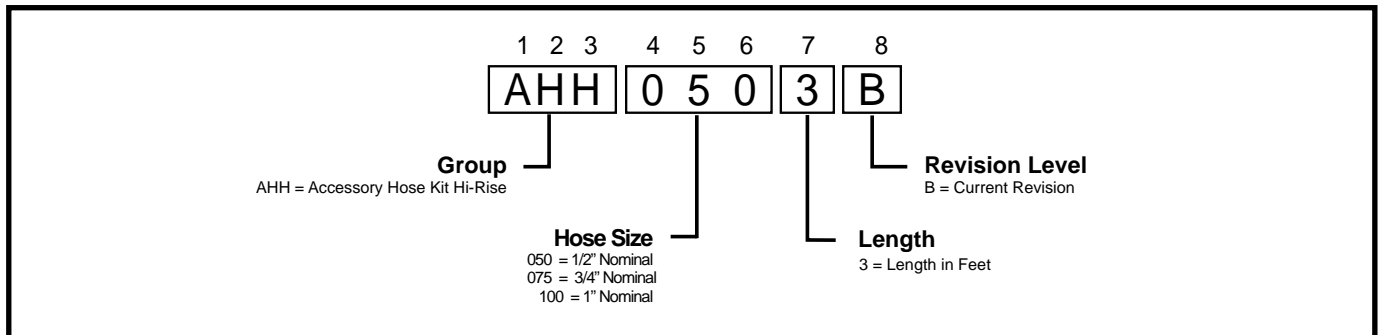 1 2 3 4 5 6 7 8
AHH 0 5 0 3 B
Group
AHH = Accessory Hose Kit Hi-Rise
Revision Level
B = Current Revision
Hose Size
050 = 1/2" Nominal
075 = 3/4" Nominal
100 = 1" Nominal
Length
3 = Length in Feet